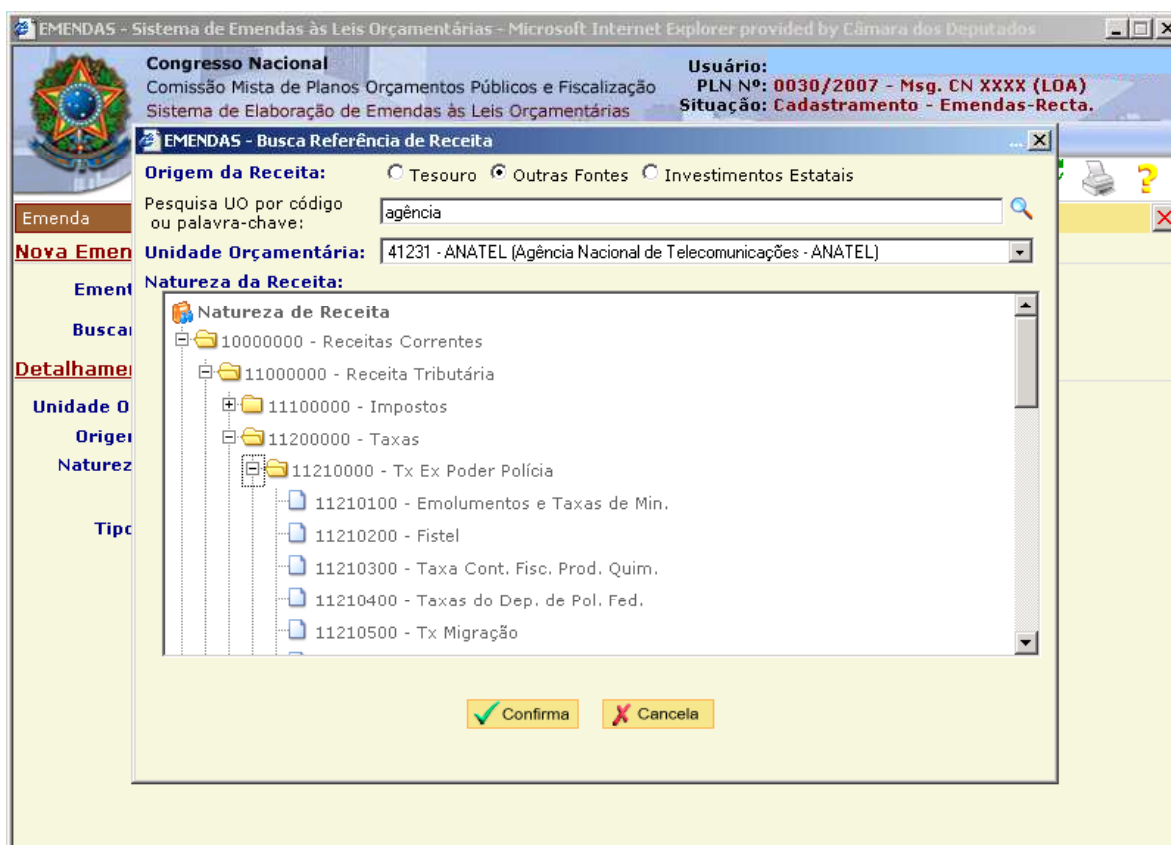 EMENDAS - Sistema de Emendas às Leis Orçamentárias - Microsoft Internet Explorer provided by Câmara dos Deputados
Congresso Nacional
Comissão Mista de Planos Orçamentos Públicos e Fiscalização
Sistema de Elaboração de Emendas às Leis Orçamentárias
Usuário:
PLN Nº: 0030/2007 - Msg. CN XXXX (LOA)
Situação: Cadastramento - Emendas-Recta.
EMENDAS - Busca Referência de Receita
Origem da Receita: Tesouro Outras Fontes Investimentos Estatais
Pesquisa UO por código
ou palavra-chave: agência
Unidade Orçamentária: 41231 - ANATEL (Agência Nacional de Telecomunicações - ANATEL)
Natureza da Receita:
Natureza de Receita
10000000 - Receitas Correntes
11000000 - Receita Tributária
11100000 - Impostos
11200000 - Taxas
11210000 - Tx Ex Poder Polícia
11210100 - Emolumentos e Taxas de Min.
11210200 - Fistel
11210300 - Taxa Cont. Fisc. Prod. Quim.
11210400 - Taxas do Dep. de Pol. Fed.
11210500 - Tx Migração
Confirma Cancela
Emenda
Nova Emen
Ement
Busca
Detalhame
Unidade O
Orige
Naturez
Tipo